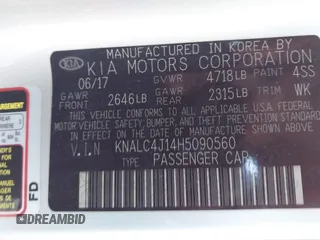 MANUFACTURED IN KOREA BY
KIA KIA MOTORS CORPORATION
06/17 GVWR 4718LB PAINT 4SS
GAWR FRONT 2646LB GAWR REAR 2315LB TRIM WK
THIS VEHICLE CONFORMS TO ALL APPLICABLE U.S.A. FEDERAL
MOTOR VEHICLE SAFETY, BUMPER, AND THEFT PREVENTION
STANDARDS IN EFFECT ON THE DATE OF MANUFACTURE SHOWN ABOVE.
V.I.N KNALC4J14H5090560
PASSENGER CAR
REAR
FD
DREAMBID